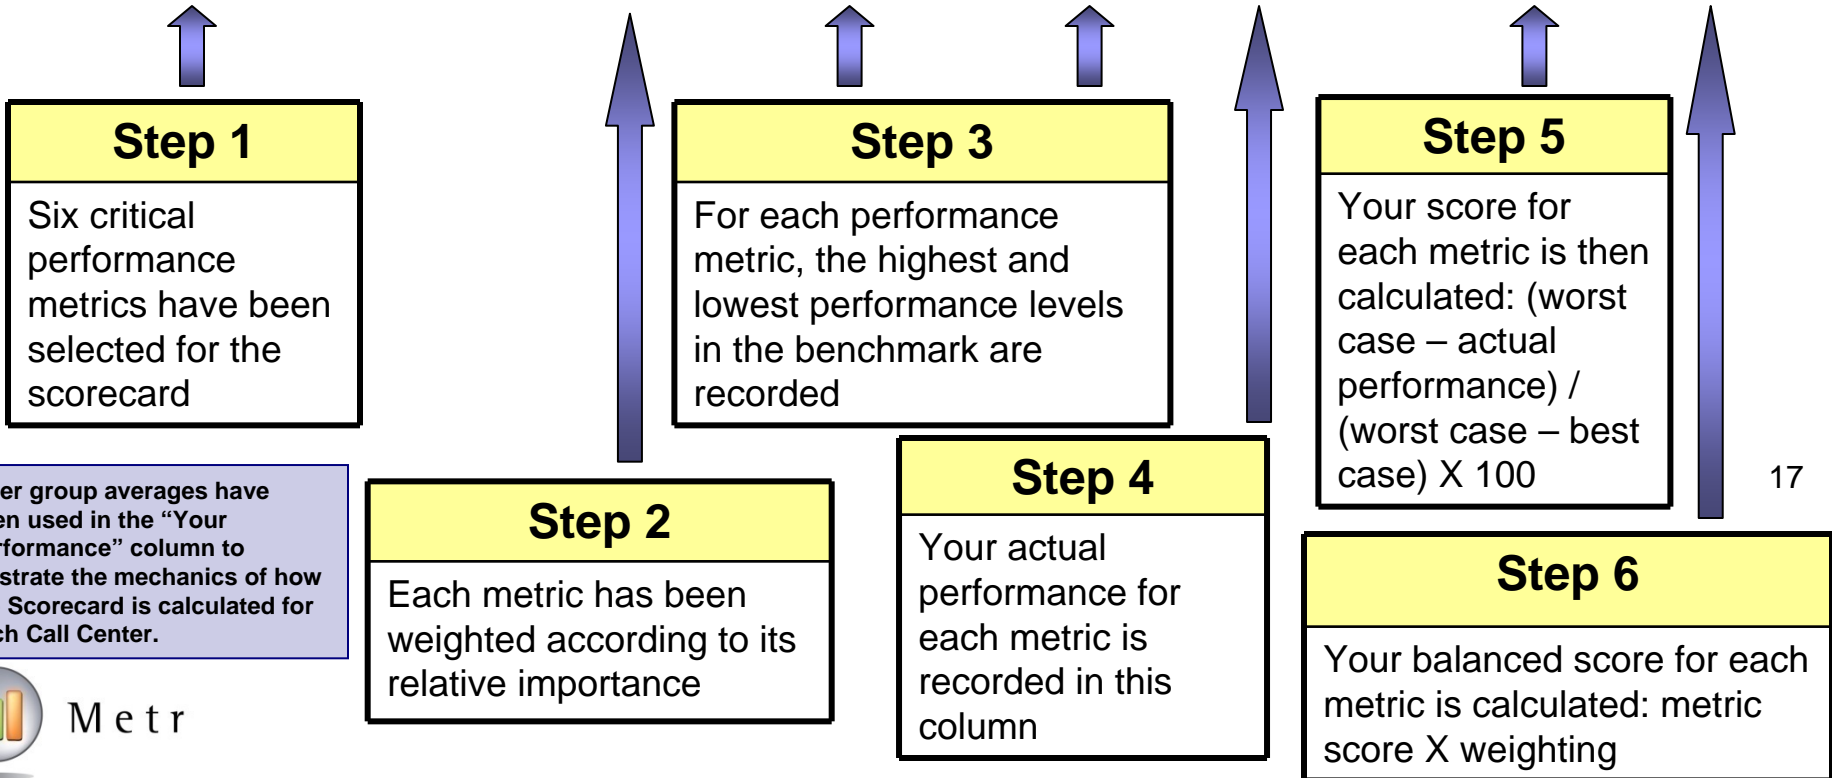 Step 1
Six critical
performance
metrics have been
selected for the
scorecard
Step 3
For each performance
metric, the highest and
lowest performance levels
in the benchmark are
recorded
Step 5
Your score for
each metric is then
calculated: (worst
case – actual
performance) /
(worst case – best
case) X 100
17
er group averages have
en used in the “Your
rformance” column to
strate the mechanics of how
Scorecard is calculated for
ch Call Center.
Step 2
Each metric has been
weighted according to its
relative importance
Step 4
Your actual
performance for
each metric is
recorded in this
column
Step 6
Your balanced score for each
metric is calculated: metric
score X weighting
Metr